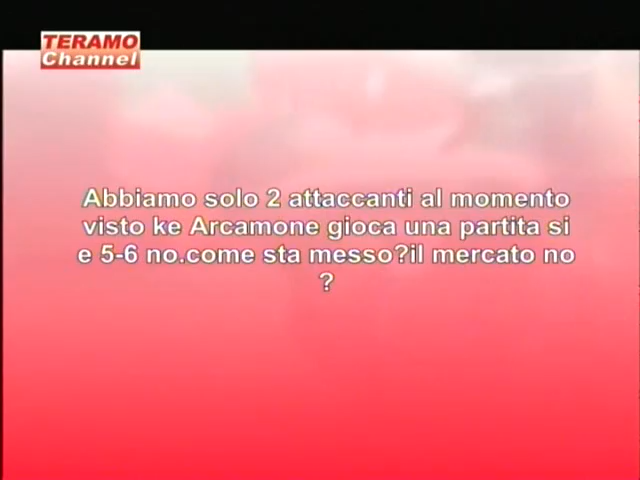 TERAMO
Channel
Abbiamo solo 2 attaccanti al momento
visto ke Arcamone gioca una partita si
e 5-6 no.come sta messo?il mercato no
?